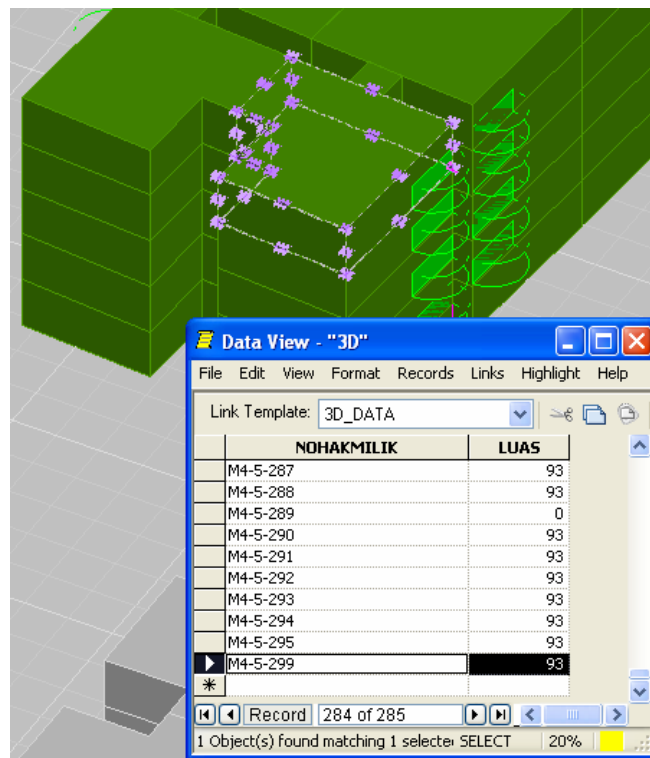 Data View - "3D"
File Edit View Format Records Links Highlight Help
Link Template: 3D_DATA
NOHAKMILIK LUAS
M4-5-287 93
M4-5-288 93
M4-5-289 0
M4-5-290 93
M4-5-291 93
M4-5-292 93
M4-5-293 93
M4-5-294 93
M4-5-295 93
M4-5-299 93
Record 284 of 285
1 Object(s) found matching 1 selecte SELECT 20%